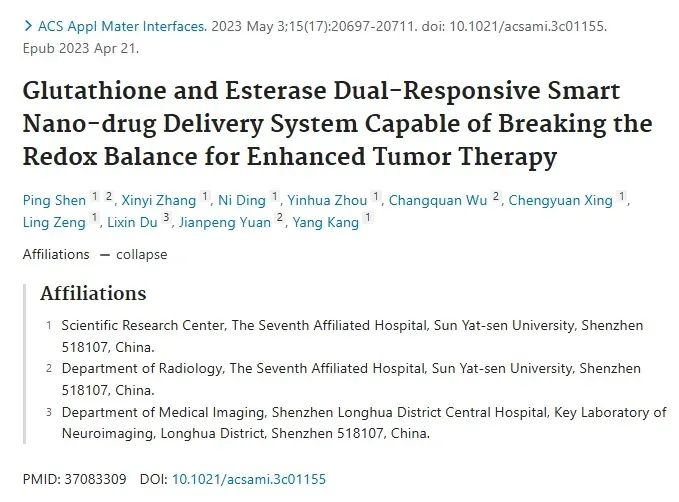 > ACS Appl Mater Interfaces. 2023 May 3;15(17):20697-20711. doi: 10.1021/acsami.3c01155.
Epub 2023 Apr 21.
Glutathione and Esterase Dual-Responsive Smart
Nano-drug Delivery System Capable of Breaking the
Redox Balance for Enhanced Tumor Therapy
Ping Shen 1 2, Xinyi Zhang 1, Ni Ding 1, Yinhua Zhou 1, Changquan Wu 2, Chengyuan Xing 1,
Ling Zeng 1, Lixin Du 3, Jianpeng Yuan 2, Yang Kang 1
Affiliations — collapse
Affiliations
1 Scientific Research Center, The Seventh Affiliated Hospital, Sun Yat-sen University, Shenzhen
518107, China.
2 Department of Radiology, The Seventh Affiliated Hospital, Sun Yat-sen University, Shenzhen
518107, China.
3 Department of Medical Imaging, Shenzhen Longhua District Central Hospital, Key Laboratory of
Neuroimaging, Longhua District, Shenzhen 518107, China.
PMID: 37083309 DOI: 10.1021/acsami.3c01155